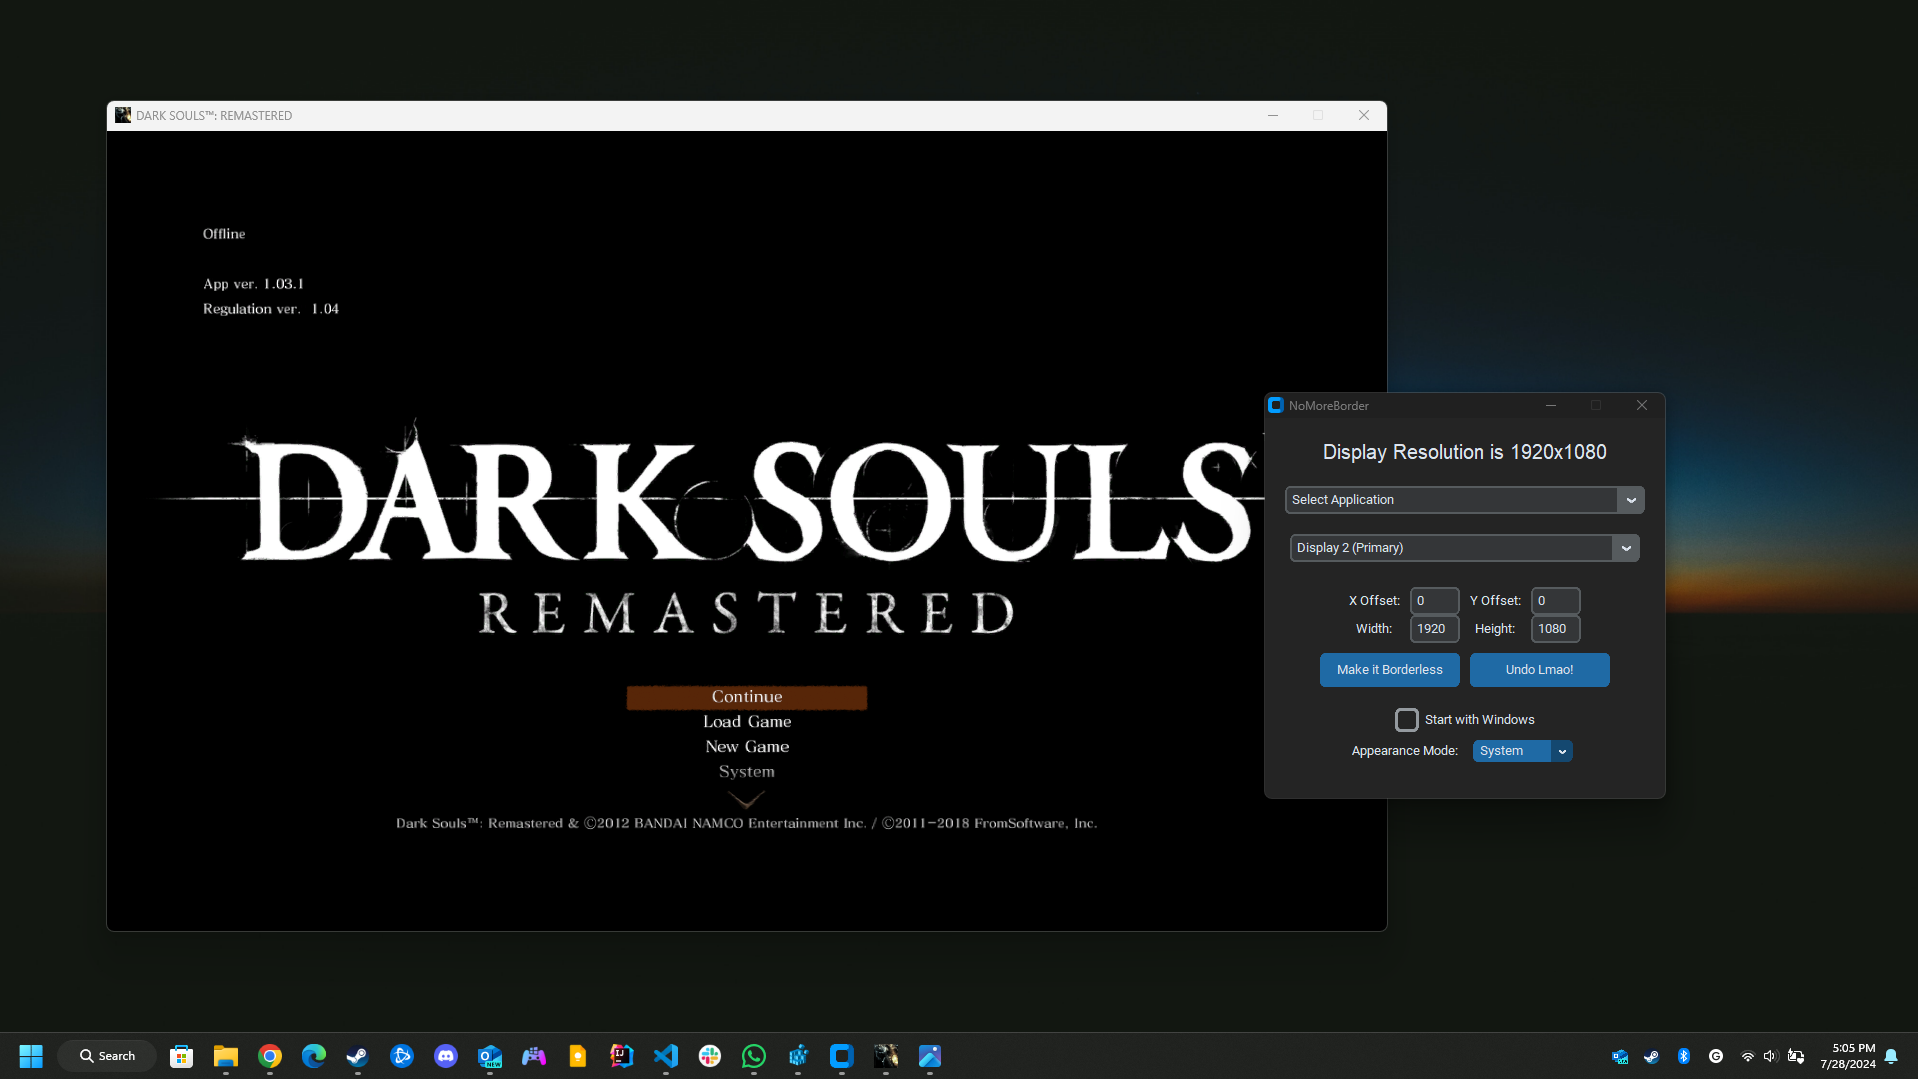 DARK SOULS™: REMASTERED
Offline
App ver. 1.03.1
Regulation ver. 1.04
DARK SOULS
REMASTERED
Continue
Load Game
New Game
System
Dark Souls™: Remastered & ©2012 BANDAI NAMCO Entertainment Inc. / ©2011-2018 FromSoftware, Inc.
NoMoreBorder
Display Resolution is 1920x1080
Select Application
Display 2 (Primary)
X Offset: 0 Y Offset: 0
Width: 1920 Height: 1080
Make it Borderless Undo Lmao!
Start with Windows
Appearance Mode: System
Search
5:05 PM
7/28/2024